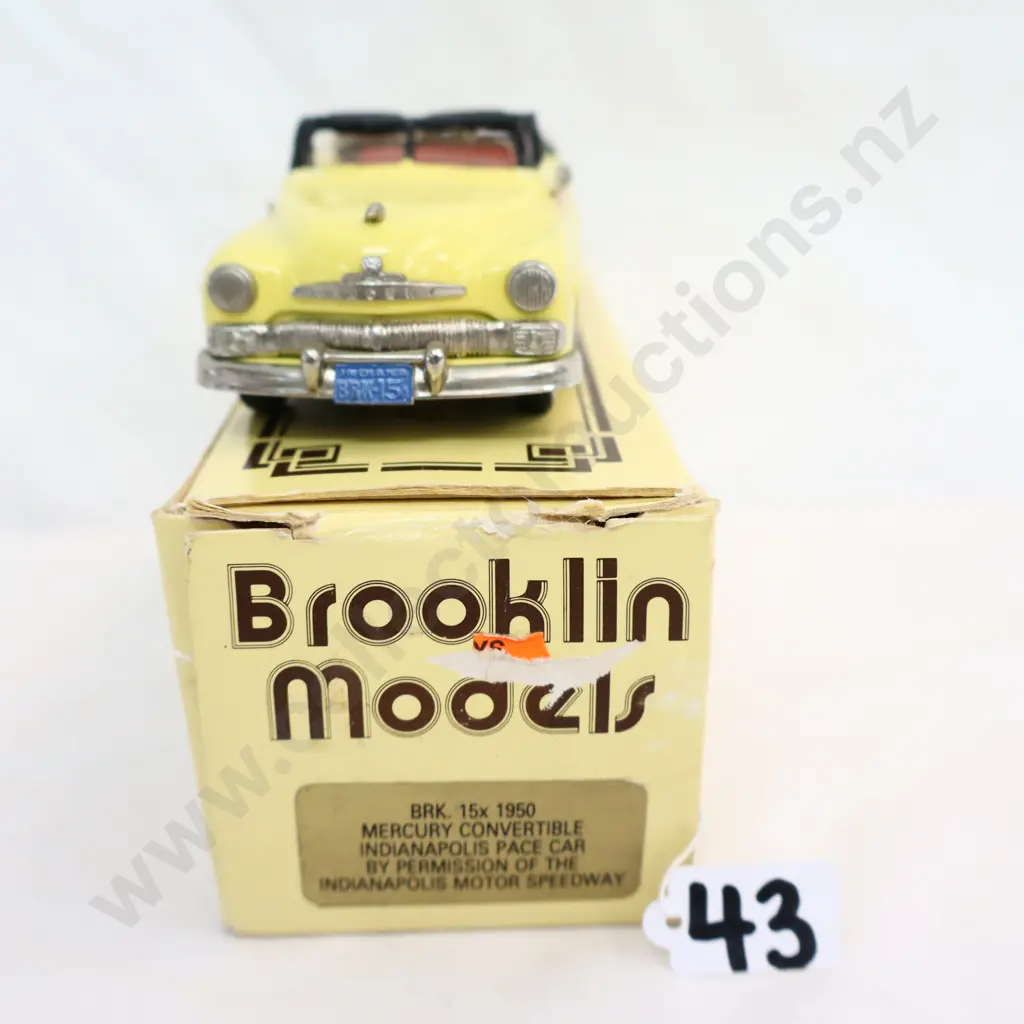 INDIANA
BRK-15x
Brooklin
YS
Models
BRK. 15x 1950
MERCURY CONVERTIBLE
INDIANAPOLIS PACE CAR
BY PERMISSION OF THE
INDIANAPOLIS MOTOR SPEEDWAY
43